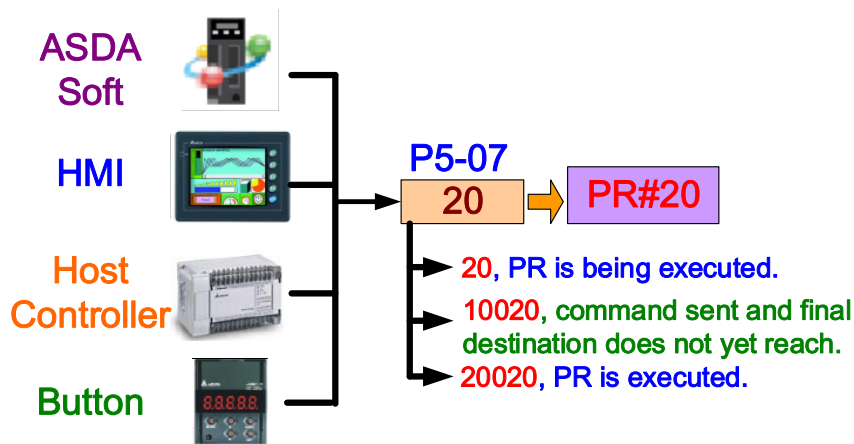 ASDA
Soft
HMI
Host
Controller
Button
P5-07
20
PR#20
20, PR is being executed.
10020, command sent and final
destination does not yet reach.
20020, PR is executed.